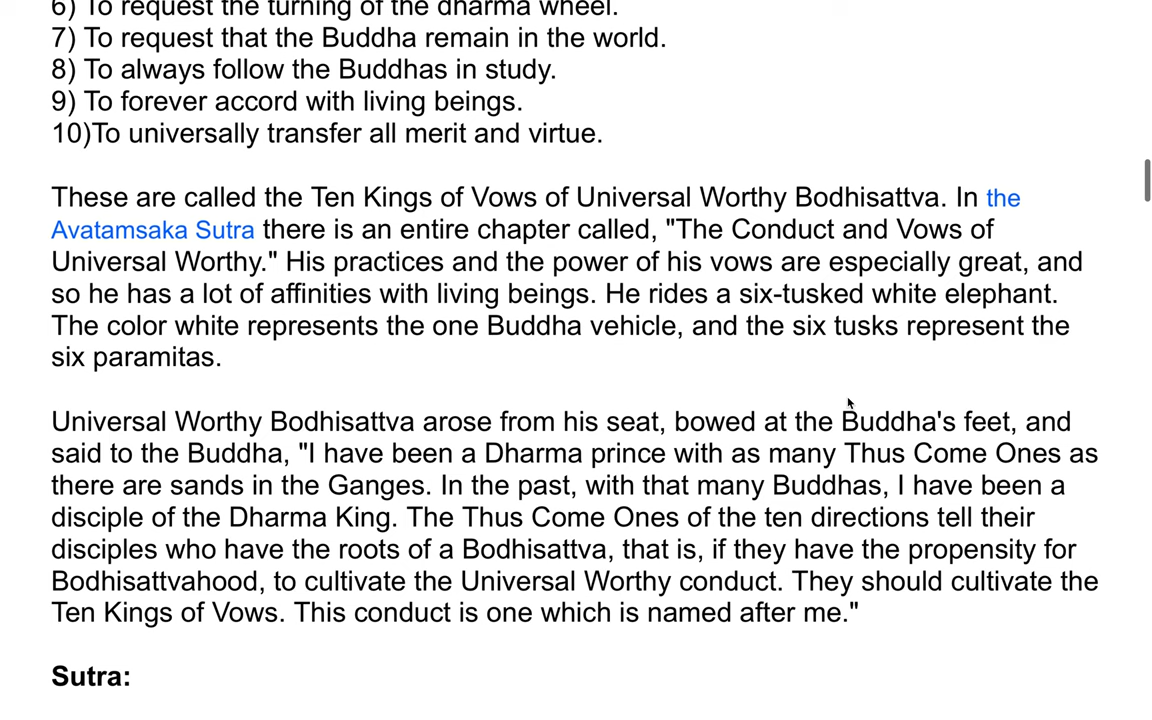 6) To request the turning of the dharma wheel.
7) To request that the Buddha remain in the world.
8) To always follow the Buddhas in study.
9) To forever accord with living beings.
10)To universally transfer all merit and virtue.
These are called the Ten Kings of Vows of Universal Worthy Bodhisattva. In the
Avatamsaka Sutra there is an entire chapter called, "The Conduct and Vows of
Universal Worthy." His practices and the power of his vows are especially great, and
so he has a lot of affinities with living beings. He rides a six-tusked white elephant.
The color white represents the one Buddha vehicle, and the six tusks represent the
six paramitas.
Universal Worthy Bodhisattva arose from his seat, bowed at the Buddha's feet, and
said to the Buddha, "I have been a Dharma prince with as many Thus Come Ones as
there are sands in the Ganges. In the past, with that many Buddhas, I have been a
disciple of the Dharma King. The Thus Come Ones of the ten directions tell their
disciples who have the roots of a Bodhisattva, that is, if they have the propensity for
Bodhisattvahood, to cultivate the Universal Worthy conduct. They should cultivate the
Ten Kings of Vows. This conduct is one which is named after me."
Sutra: